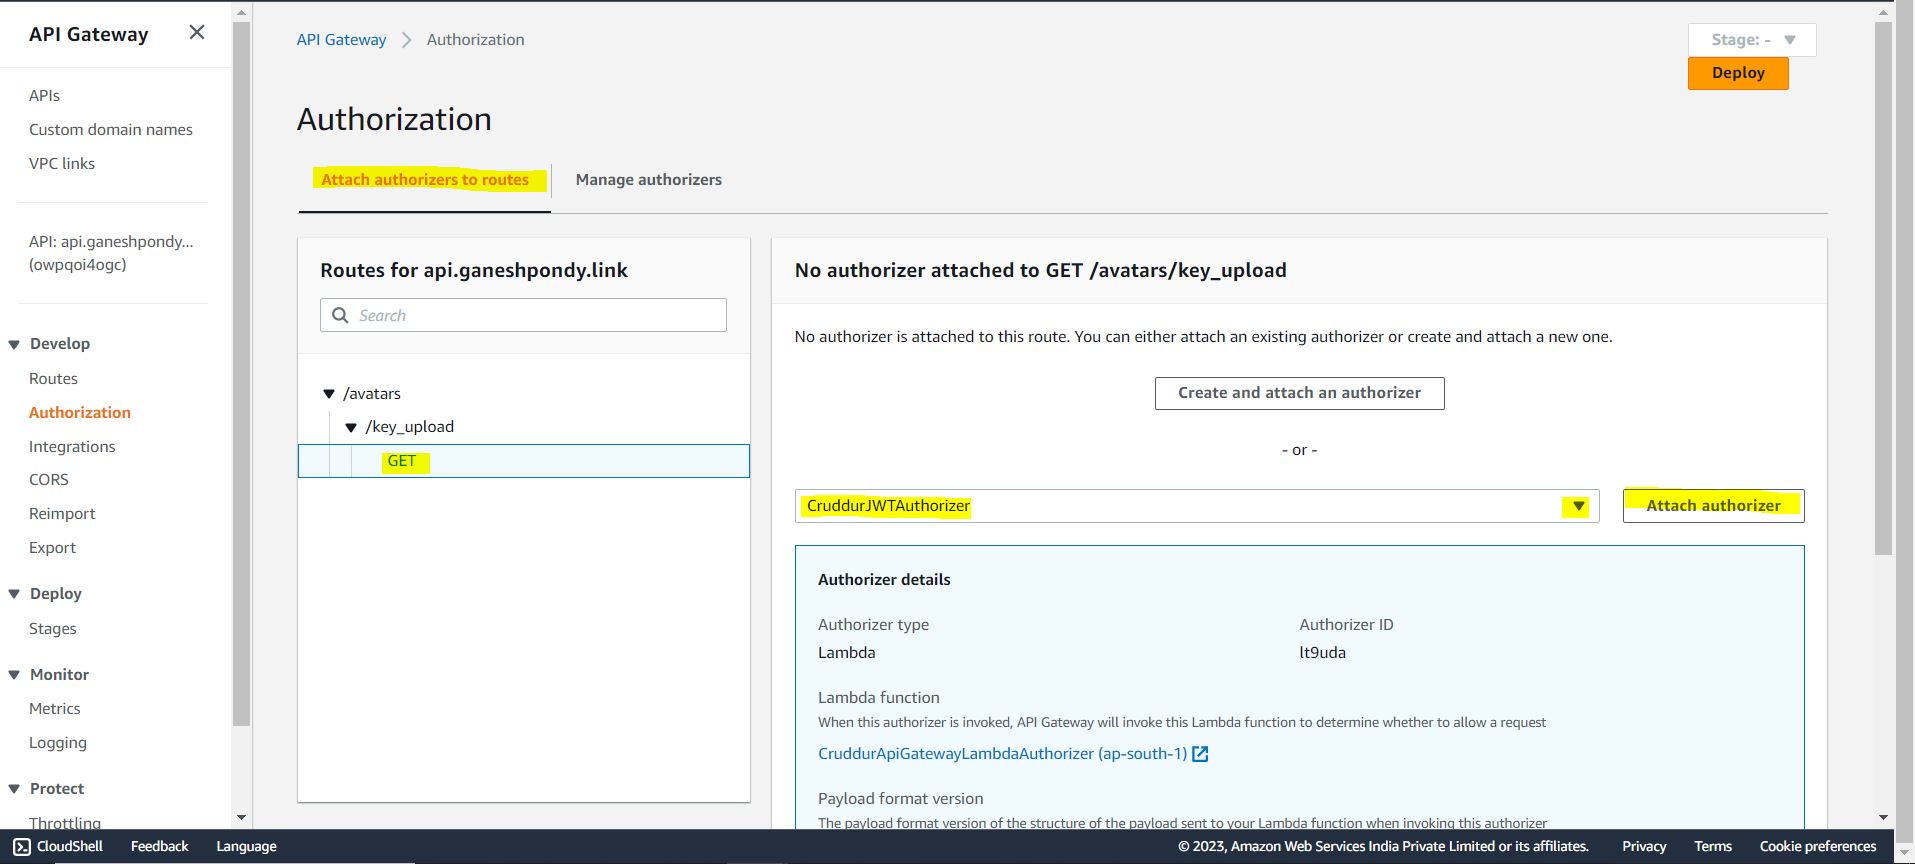 API Gateway
APIs
Custom domain names
VPC links
API: api.ganeshpondy...
(owpqoi4ogc)
Develop
Routes
Authorization
Integrations
CORS
Reimport
Export
Deploy
Stages
Monitor
Metrics
Logging
Protect
Throttling
API Gateway
Authorization
Stage: -
Deploy
Authorization
Attach authorizers to routes
Manage authorizers
Routes for api.ganeshpondy.link
Search
/avatars
/key_upload
GET
No authorizer attached to GET /avatars/key_upload
No authorizer is attached to this route. You can either attach an existing authorizer or create and attach a new one.
Create and attach an authorizer
- or -
CruddurJWTAuthorizer
Attach authorizer
Authorizer details
Authorizer type
Lambda
Authorizer ID
lt9uda
Lambda function
When this authorizer is invoked, API Gateway will invoke this Lambda function to determine whether to allow a request
CruddurApiGatewayLambdaAuthorizer (ap-south-1)
Payload format version
The payload format version of the structure of the payload sent to your Lambda function when invoking this authorizer
CloudShell
Feedback
Language
© 2023, Amazon Web Services India Private Limited or its affiliates.
Privacy
Terms
Cookie preferences